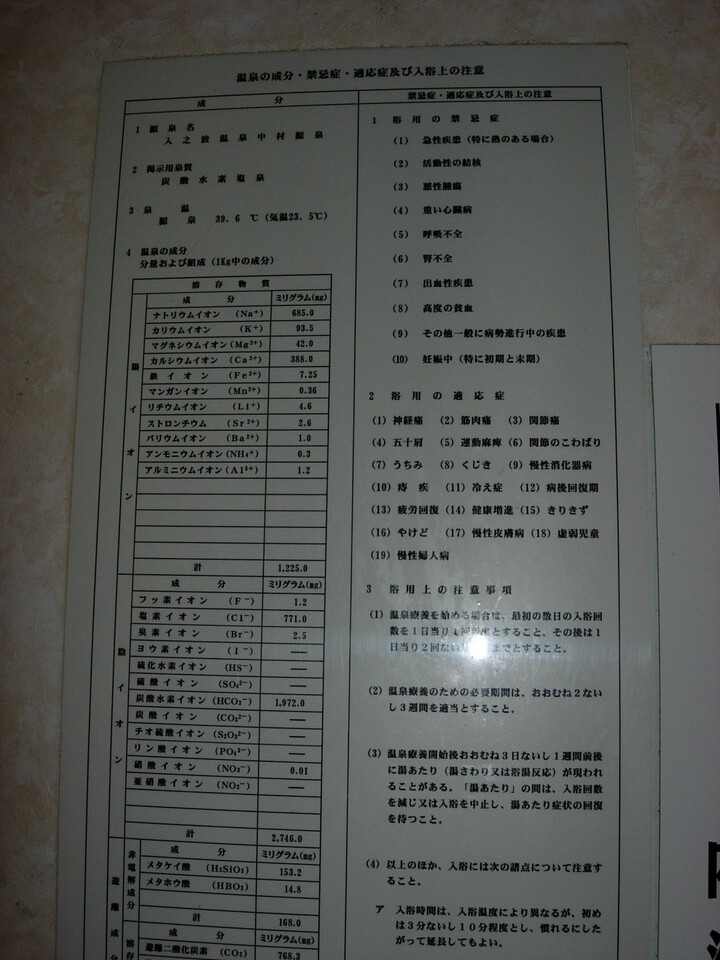 温泉の成分・禁忌症・適応症及び入浴上の注意
成 分
1 源泉名
入之波温泉中村源泉
2 掲示用泉質
炭酸水素塩泉
3 泉 温
源 泉 39.6 ℃ (気温23.5℃)
4 温泉の成分
分量および組成 (1Kg中の成分)
溶存物質
陽イオン
成 分 ミリグラム(mg)
ナトリウムイオン (Na⁺) 685.0
カリウムイオン (K⁺) 93.5
マグネシウムイオン (Mg²⁺) 42.0
カルシウムイオン (Ca²⁺) 388.0
鉄イオン (Fe²⁺) 7.25
マンガンイオン (Mn²⁺) 0.36
リチウムイオン (Li⁺) 4.6
ストロンチウム (Sr²⁺) 2.6
バリウムイオン (Ba²⁺) 1.0
アンモニウムイオン (NH₄⁺) 0.3
アルミニウムイオン (Al³⁺) 1.2
計 1,225.0
陰イオン
成 分 ミリグラム(mg)
フッ素イオン (F⁻) 1.2
塩素イオン (Cl⁻) 771.0
臭素イオン (Br⁻) 2.5
ヨウ素イオン (I⁻) ―
硫化水素イオン (HS⁻) ―
硫酸イオン (SO₄²⁻) ―
炭酸水素イオン (HCO₃⁻) 1,972.0
炭酸イオン (CO₃²⁻) ―
チオ硫酸イオン (S₂O₃²⁻) ―
リン酸イオン (PO₄³⁻) ―
硝酸イオン (NO₃⁻) 0.01
亜硝酸イオン (NO₂⁻) ―
計 2,746.0
遊離成分
非電解成分
成 分 ミリグラム(mg)
メタケイ酸 (H₂SiO₃) 153.2
メタホウ酸 (HBO₂) 14.8
計 168.0
溶存
成 分 ミリグラム(mg)
遊離二酸化炭素 (CO₂) 768.3
禁忌症・適応症及び入浴上の注意
1 浴用の禁忌症
(1) 急性疾患 (特に熱のある場合)
(2) 活動性の結核
(3) 悪性腫瘍
(4) 重い心臓病
(5) 呼吸不全
(6) 腎不全
(7) 出血性疾患
(8) 高度の貧血
(9) その他一般に病勢進行中の疾患
(10) 妊娠中 (特に初期と末期)
2 浴用の適応症
(1) 神経痛 (2) 筋肉痛 (3) 関節痛
(4) 五十肩 (5) 運動麻痺 (6) 関節のこわばり
(7) うちみ (8) くじき (9) 慢性消化器病
(10) 痔疾 (11) 冷え症 (12) 病後回復期
(13) 疲労回復 (14) 健康増進 (15) きりきず
(16) やけど (17) 慢性皮膚病 (18) 虚弱児童
(19) 慢性婦人病
3 浴用上の注意事項
(1) 温泉療養を始める場合は、最初の数日の入浴回
数を1日当り1回程度とすること、その後は1
日当り2回ない までとすること。
(2) 温泉療養のための必要期間は、おおむね2ない
し3週間を適当とすること。
(3) 温泉療養開始後おおむね3日ないし1週間前後
に湯あたり (湯さわり又は浴湯反応) が現われ
ることがある。「湯あたり」の間は、入浴回数
を減じ又は入浴を中止し、湯あたり症状の回復
を待つこと。
(4) 以上のほか、入浴には次の諸点について注意す
ること。
ア 入浴時間は、入浴温度により異なるが、初め
は3分ないし10分程度とし、慣れるにした
がって延長してもよい。